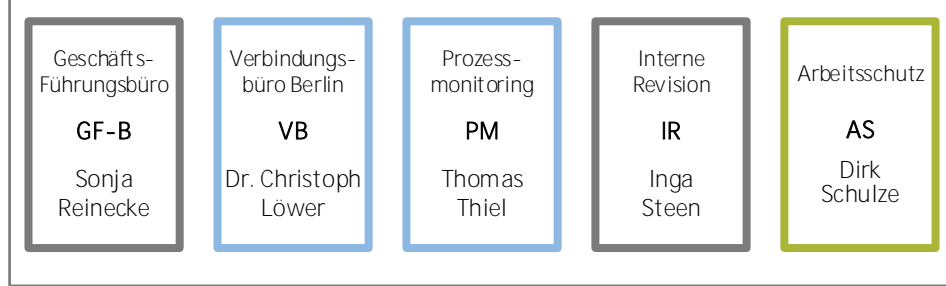 Geschäfts-
Führungsbüro
GF-B
Sonja
Reinecke
Verbindungs-
büro Berlin
VB
Dr. Christoph
Löwer
Prozess-
monitoring
PM
Thomas
Thiel
Interne
Revision
IR
Inga
Steen
Arbeitsschutz
AS
Dirk
Schulze